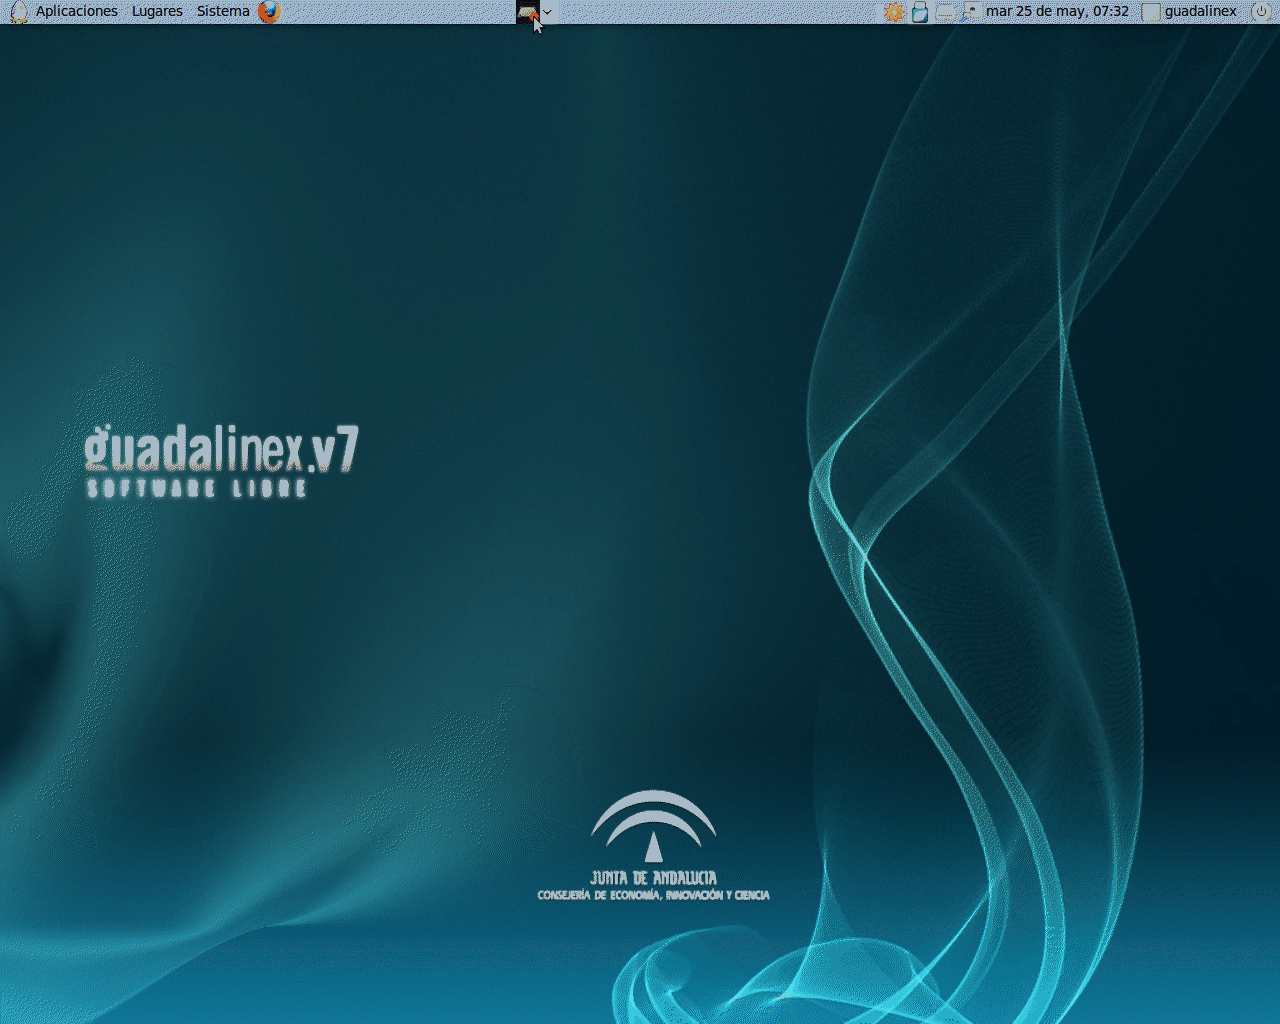 Aplicaciones Lugares Sistema mar 25 de may, 07:32 guadalinex
guadalinex.v7
SOFTWARE LIBRE
JUNTA DE ANDALUCIA
CONSEJERÍA DE ECONOMÍA, INNOVACIÓN Y CIENCIA